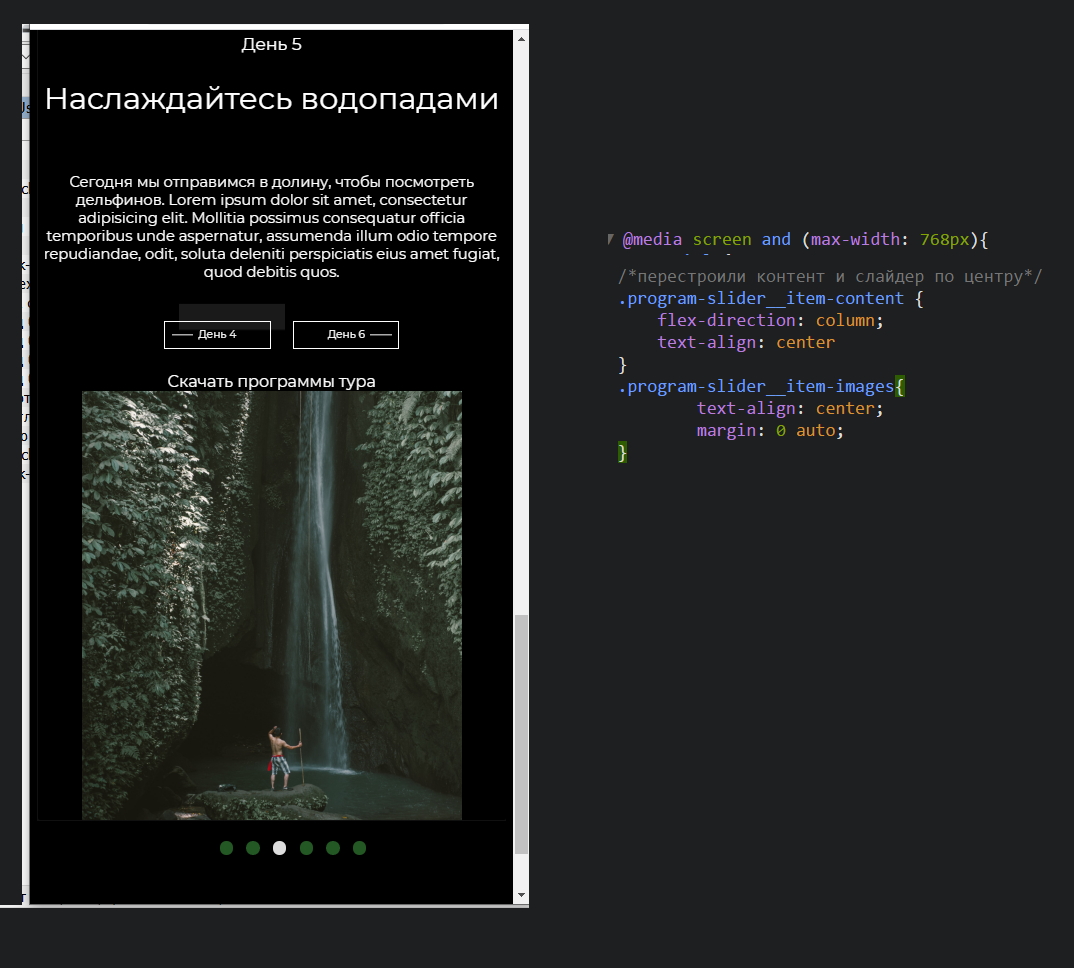 День 5
Наслаждайтесь водопадами
Сегодня мы отправимся в долину, чтобы посмотреть
дельфинов. Lorem ipsum dolor sit amet, consectetur
adipisicing elit. Mollitia possimus consequatur officia
temporibus unde aspernatur, assumenda illum odio tempore
repudiandae, odit, soluta deleniti perspiciatis eius amet fugiat,
quod debitis quos.
День 4
День 6
Скачать программы тура
@media screen and (max-width: 768px){
/*перестроили контент и слайдер по центру*/
.program-slider__item-content {
flex-direction: column;
text-align: center
}
.program-slider__item-images{
text-align: center;
margin: 0 auto;
}